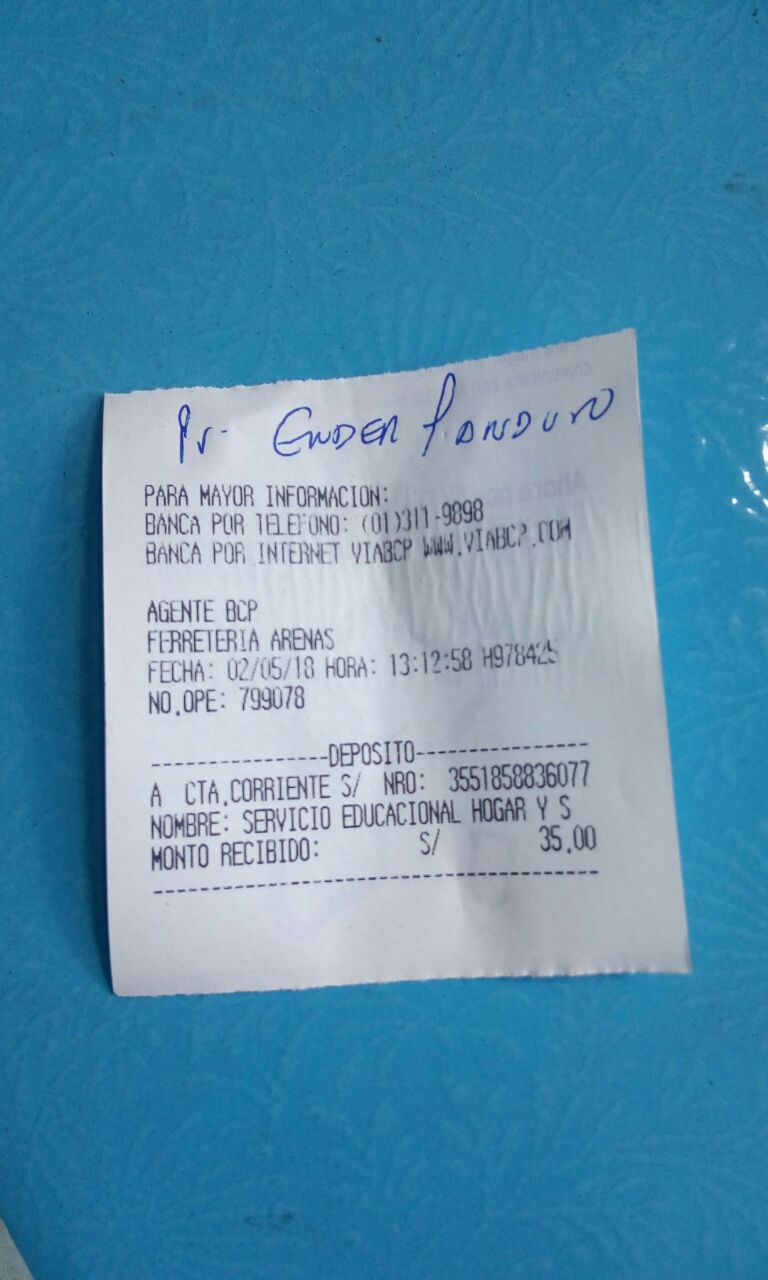 Pr. Ender Panduro
PARA MAYOR INFORMACION:
BANCA POR TELEFONO: (01)311-9898
BANCA POR INTERNET VIABCP WWW.VIABCP.COM
AGENTE BCP
FERRETERIA ARENAS
FECHA: 02/05/18 HORA: 13:12:58 H978425
NO.OPE: 799078
----------------DEPOSITO----------------
A CTA.CORRIENTE S/ NRO: 3551858836077
NOMBRE: SERVICIO EDUCACIONAL HOGAR Y S
MONTO RECIBIDO: S/ 35.00